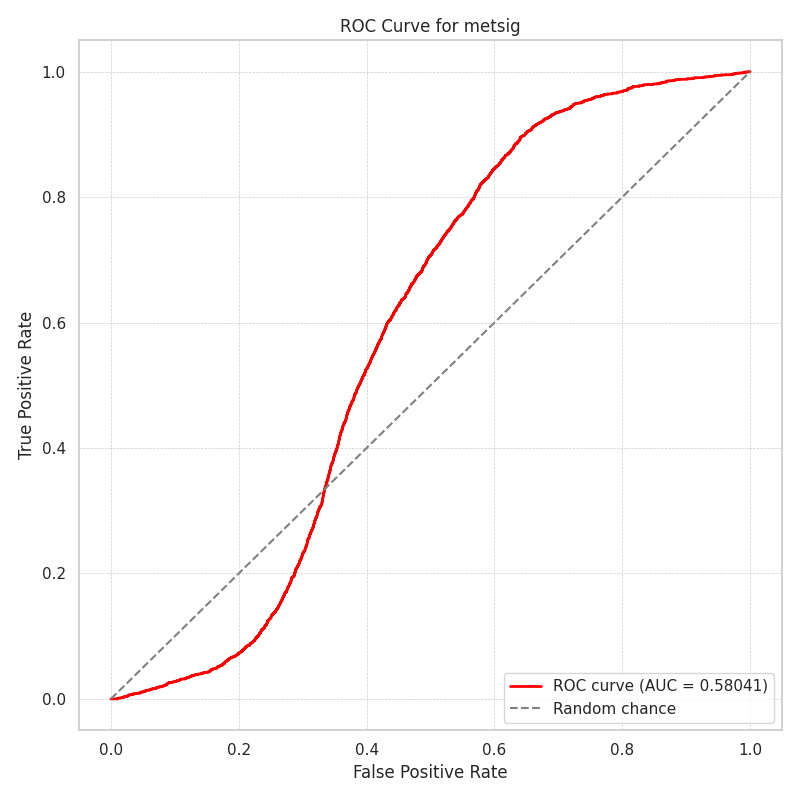 ROC Curve for metsig
True Positive Rate
1.0
0.8
0.6
0.4
0.2
0.0
ROC curve (AUC = 0.58041)
Random chance
0.0 0.2 0.4 0.6 0.8 1.0
False Positive Rate